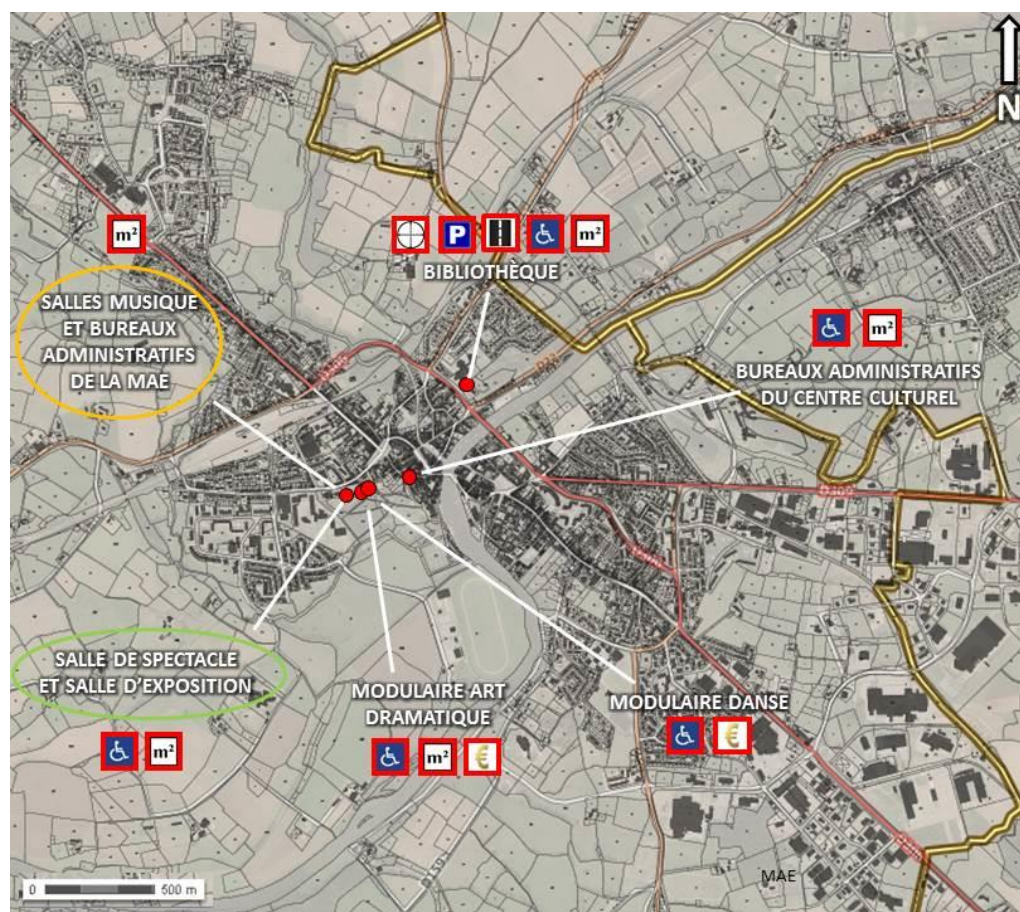 N
m²
P
m²
BIBLIOTHÈQUE
SALLES MUSIQUE
ET BUREAUX
ADMINISTRATIFS
DE LA MAE
m²
BUREAUX ADMINISTRATIFS
DU CENTRE CULTUREL
SALLE DE SPECTACLE
ET SALLE D'EXPOSITION
m²
MODULAIRE ART
DRAMATIQUE
m²
€
MODULAIRE DANSE
€
MAE
0 500 m